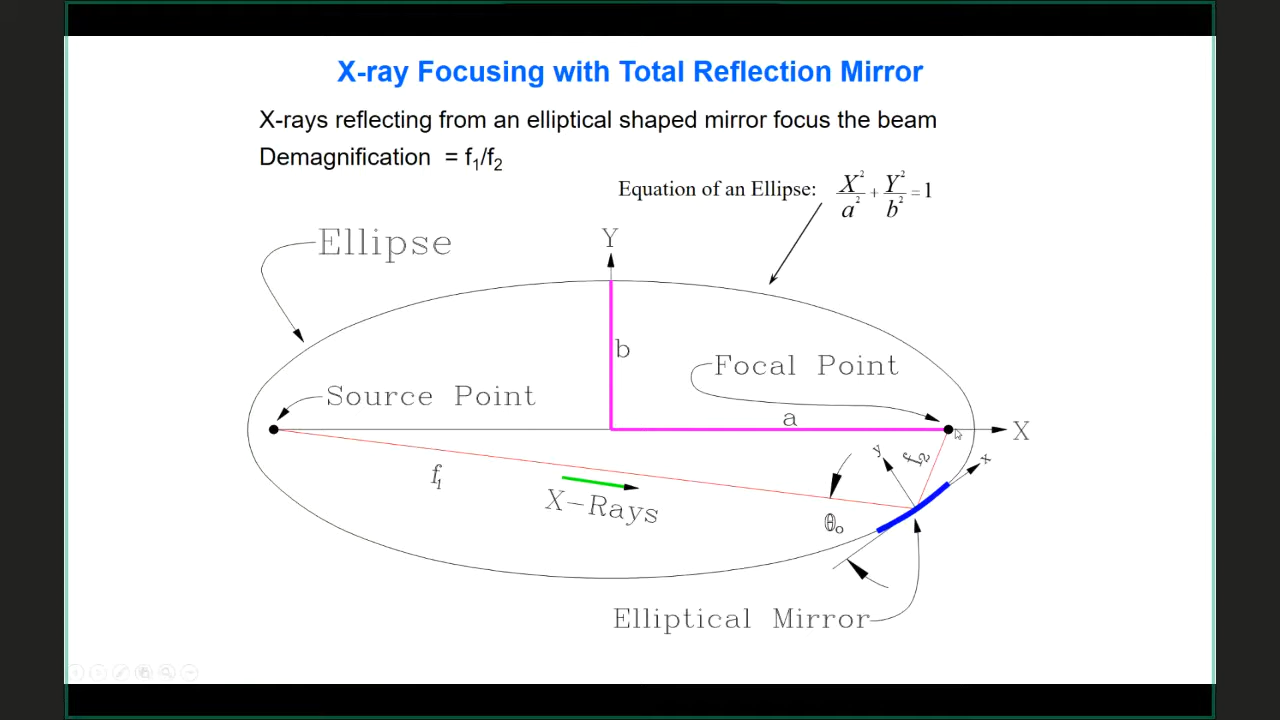 X-ray Focusing with Total Reflection Mirror
X-rays reflecting from an elliptical shaped mirror focus the beam
Demagnification = f₁/f₂
Equation of an Ellipse: X²/a² + Y²/b² = 1
Ellipse
Y
b
Focal Point
Source Point
a
X
f₁
X-Rays
y
f₂
x
θ₀
Elliptical Mirror